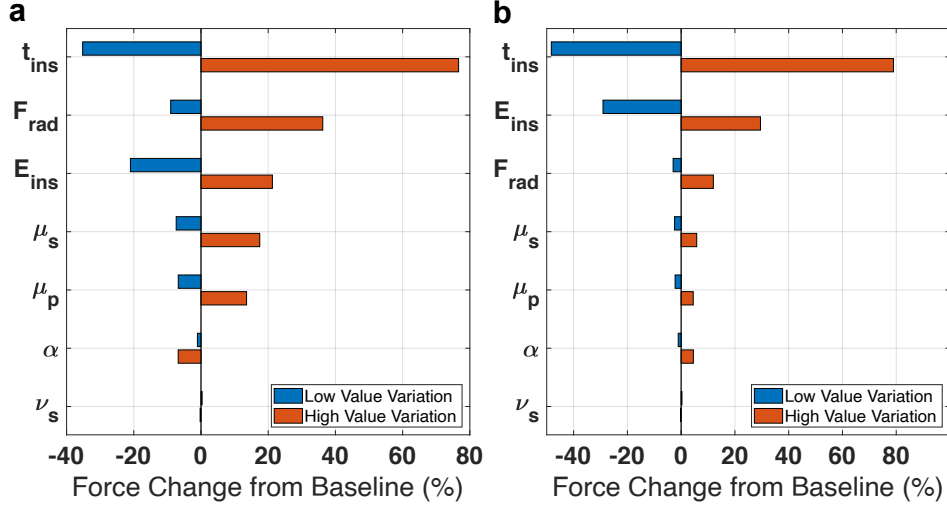 a
t_ins
F_rad
E_ins
μ_s
μ_p
α
ν_s
Low Value Variation
High Value Variation
-40 -20 0 20 40 60 80
Force Change from Baseline (%)
b
t_ins
E_ins
F_rad
μ_s
μ_p
α
ν_s
Low Value Variation
High Value Variation
-40 -20 0 20 40 60 80
Force Change from Baseline (%)